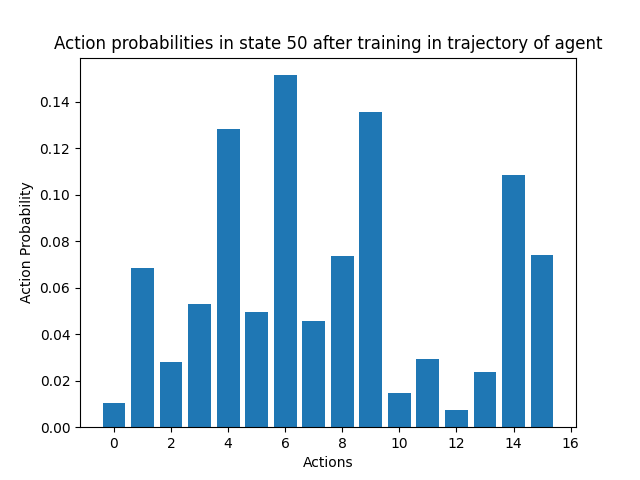 Action probabilities in state 50 after training in trajectory of agent
0.14
0.12
0.10
0.08
0.06
0.04
0.02
0.00
Action Probability
0 2 4 6 8 10 12 14 16
Actions